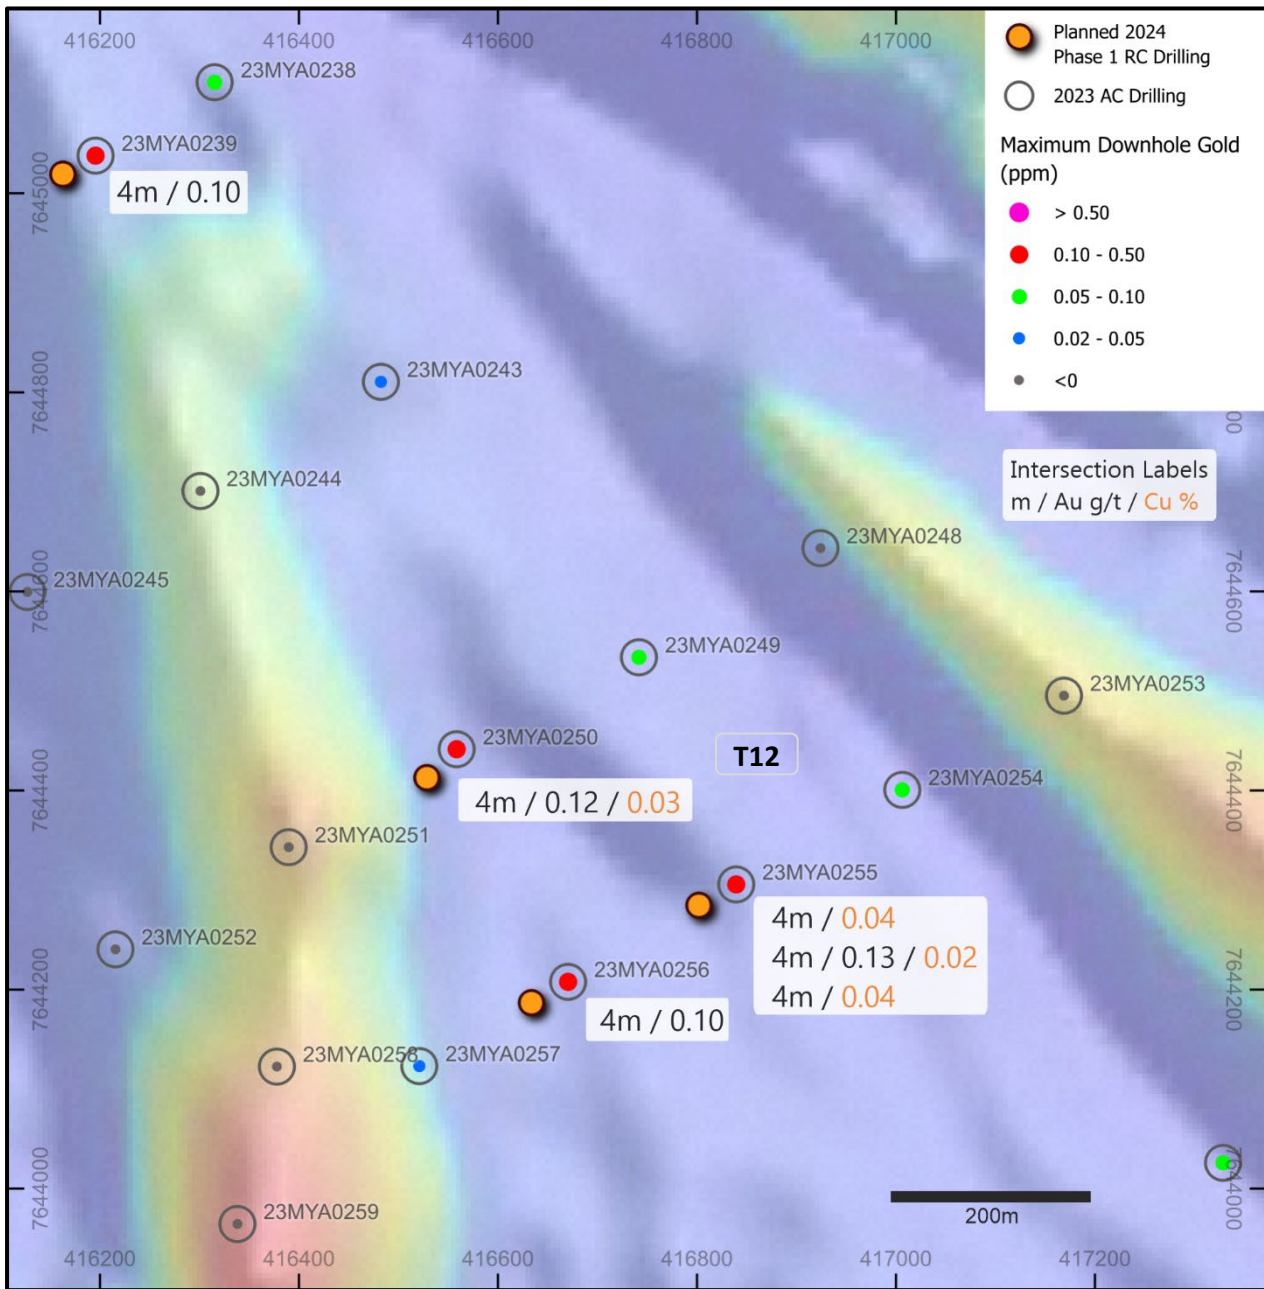 416200
416400
416600
416800
417000
Planned 2024
Phase 1 RC Drilling
2023 AC Drilling
Maximum Downhole Gold
(ppm)
> 0.50
0.10 - 0.50
0.05 - 0.10
0.02 - 0.05
<0
Intersection Labels
m / Au g/t / Cu %
23MYA0238
23MYA0239
4m / 0.10
7645000
23MYA0243
7644800
00
23MYA0244
23MYA0248
23MYA0245
7644600
7644600
23MYA0249
23MYA0253
23MYA0250
T12
4m / 0.12 / 0.03
23MYA0254
7644400
7644400
23MYA0251
23MYA0255
4m / 0.04
4m / 0.13 / 0.02
4m / 0.04
23MYA0252
23MYA0256
4m / 0.10
7644200
7644200
23MYA0258
23MYA0257
7644000
7644000
23MYA0259
200m
416200
416400
416600
416800
417000
417200